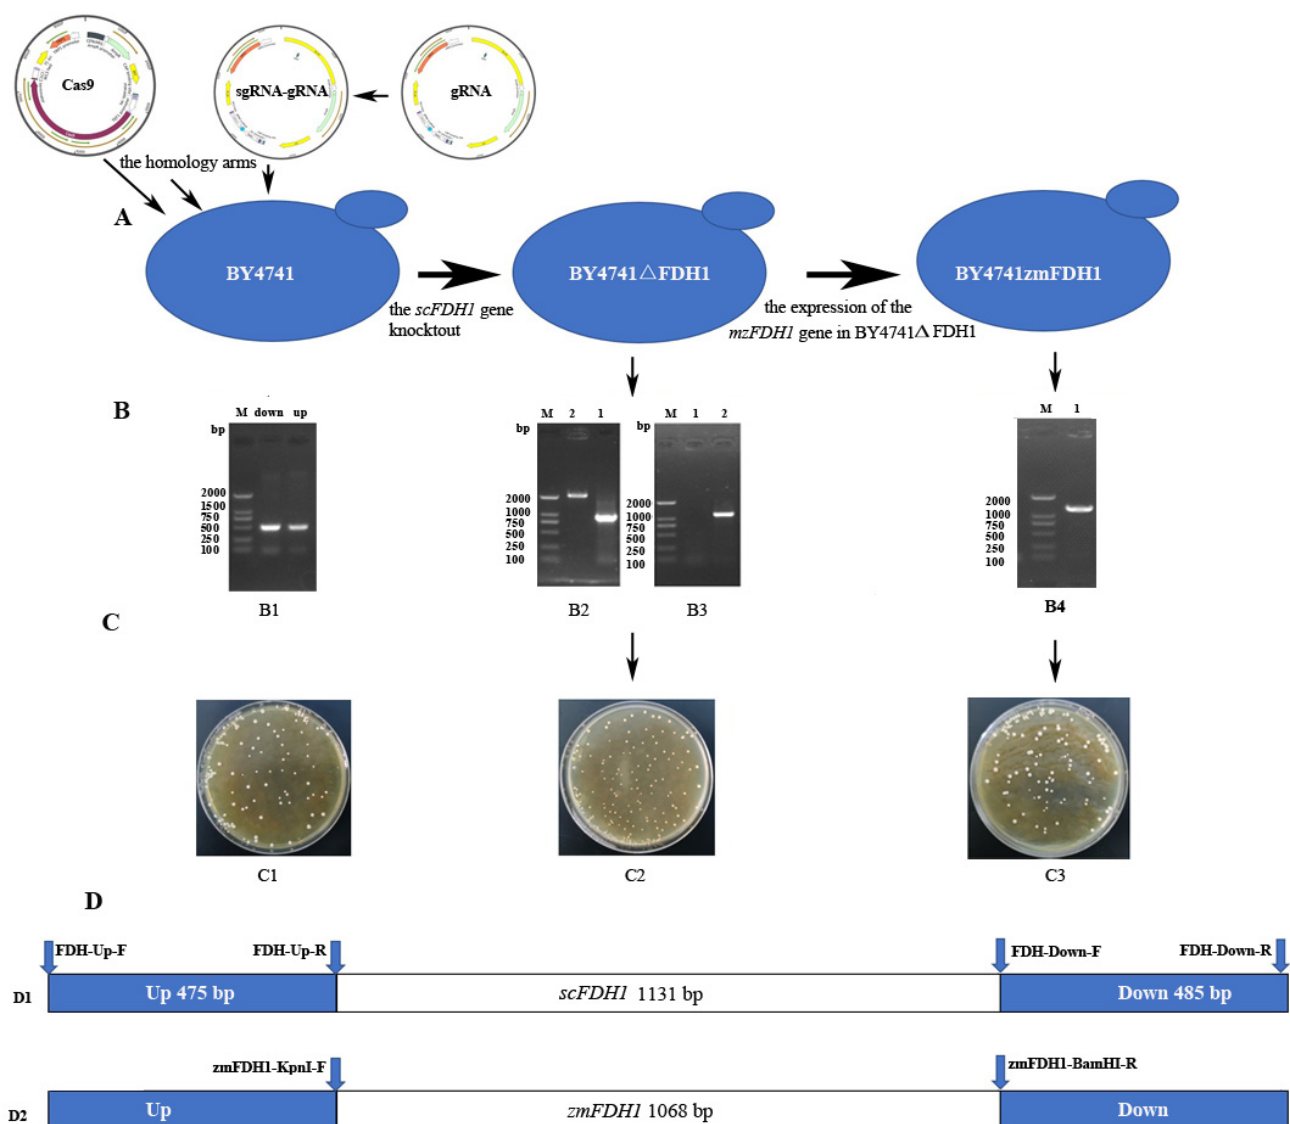 Cas9
sgRNA-gRNA
gRNA
the homology arms
A
BY4741
BY4741△FDH1
BY4741zmFDH1
the scFDH1 gene
knocktout
the expression of the
mzFDH1 gene in BY4741Δ FDH1
B
M down up
bp
2000
1500
750
500
250
100
B1
M 2 1
bp
2000
1000
750
500
250
100
B2
M 1 2
bp
2000
1000
750
500
250
100
B3
M 1
2000
1000
750
500
250
100
B4
C
C1
C2
C3
D
FDH-Up-F
FDH-Up-R
FDH-Down-F
FDH-Down-R
D1
Up 475 bp
scFDH1 1131 bp
Down 485 bp
zmFDH1-KpnI-F
zmFDH1-BamHI-R
D2
Up
zmFDH1 1068 bp
Down